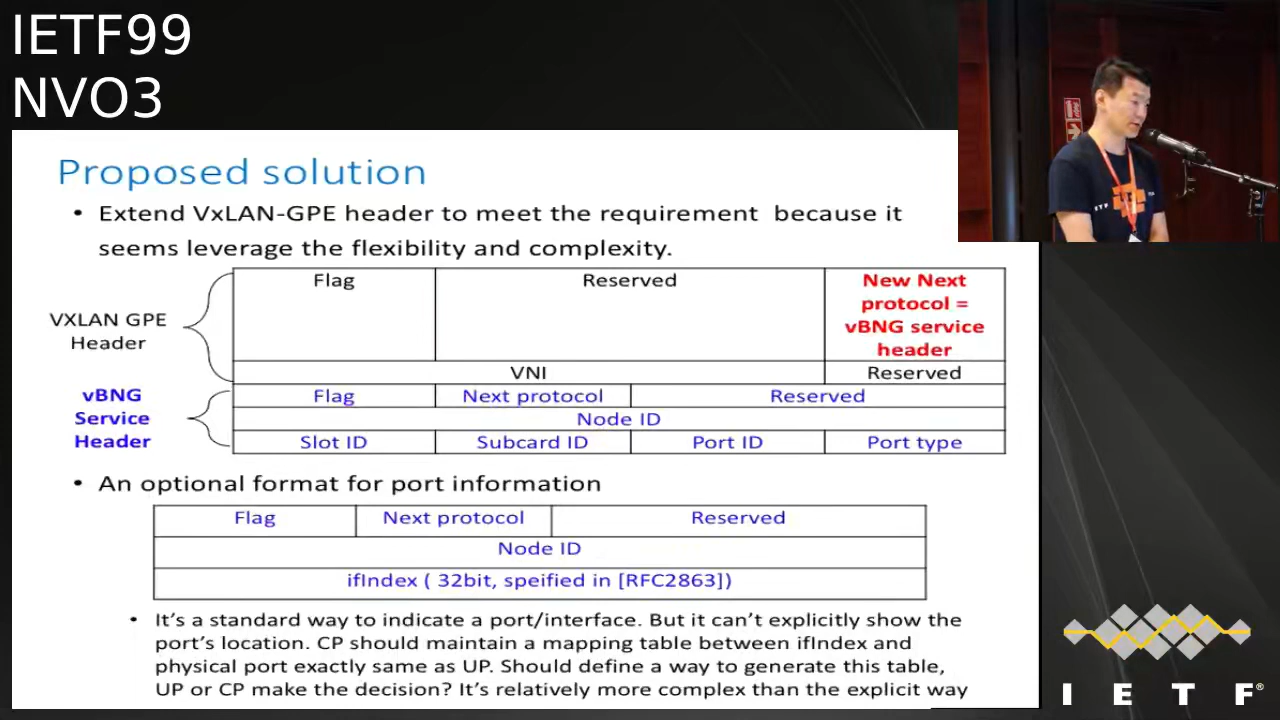 IETF99
NVO3
Proposed solution
• Extend VxLAN-GPE header to meet the requirement because it
seems leverage the flexibility and complexity.
VXLAN GPE
Header
Flag
Reserved
New Next
protocol =
vBNG service
header
VNI
Reserved
vBNG
Service
Header
Flag
Next protocol
Reserved
Node ID
Slot ID
Subcard ID
Port ID
Port type
• An optional format for port information
Flag
Next protocol
Reserved
Node ID
ifIndex ( 32bit, speified in [RFC2863])
• It's a standard way to indicate a port/interface. But it can't explicitly show the
port's location. CP should maintain a mapping table between ifIndex and
physical port exactly same as UP. Should define a way to generate this table,
UP or CP make the decision? It's relatively more complex than the explicit way
I E T F®